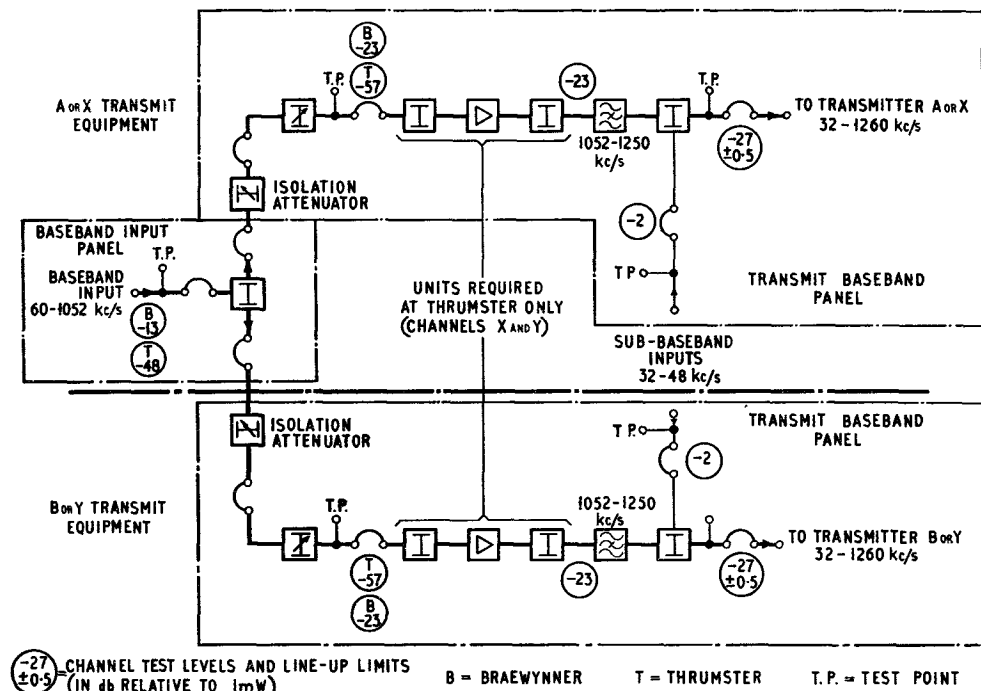 B
-23
T
-57
T.P.
-23
T.P.
A OR X TRANSMIT
EQUIPMENT
1052-1250
kc/s
-27
±0·5
TO TRANSMITTER A OR X
32-1260 kc/s
ISOLATION
ATTENUATOR
-2
BASEBAND INPUT
PANEL
T.P.
BASEBAND
INPUT
60-1052 kc/s
B
-13
T
-48
T P
TRANSMIT BASEBAND
PANEL
UNITS REQUIRED
AT THRUMSTER ONLY
(CHANNELS X AND Y)
SUB-BASEBAND
INPUTS
32-48 kc/s
ISOLATION
ATTENUATOR
T P.
-2
TRANSMIT BASEBAND
PANEL
B OR Y TRANSMIT
EQUIPMENT
T.P.
1052-1250
kc/s
T
-57
B
-23
-23
-27
±0·5
TO TRANSMITTER B OR Y
32-1260 kc/s
-27
±0·5
= CHANNEL TEST LEVELS AND LINE-UP LIMITS
(IN db RELATIVE TO 1mW)
B = BRAEWYNNER
T = THRUMSTER
T.P. = TEST POINT